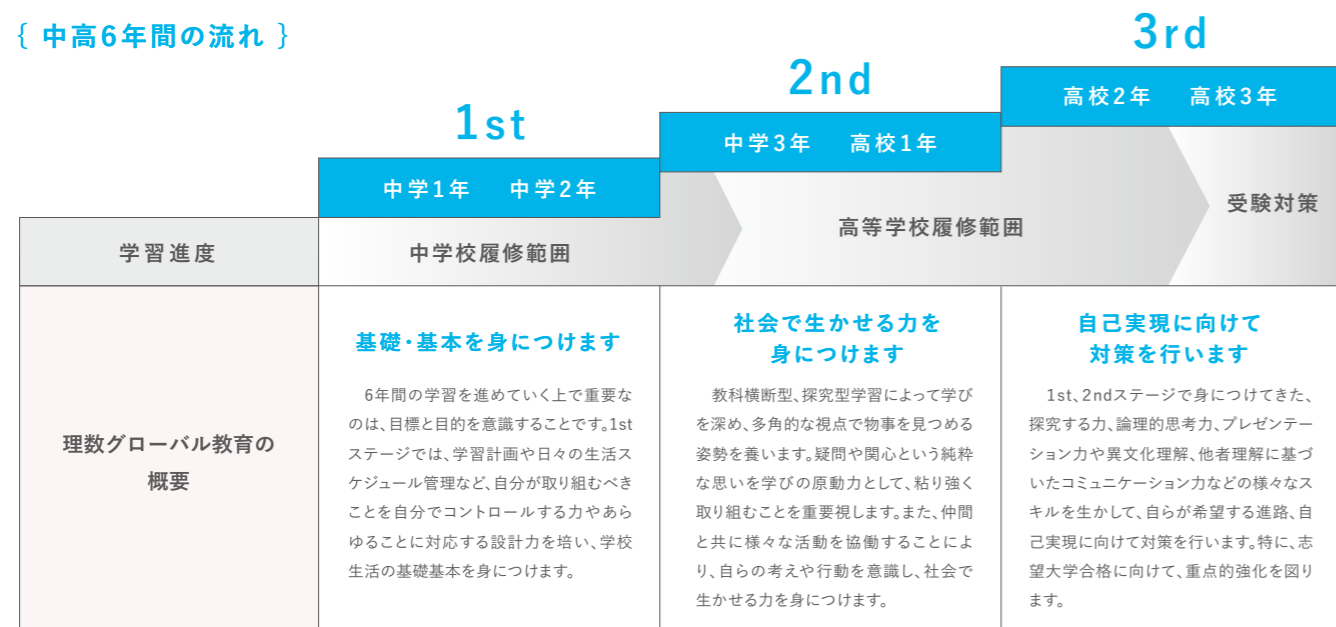 { 中高6年間の流れ }
1st
2nd
3rd
中学1年 中学2年
中学3年 高校1年
高校2年 高校3年
学習進度
中学校履修範囲
高等学校履修範囲
受験対策
理数グローバル教育の
概要
基礎・基本を身につけます
6年間の学習を進めていく上で重要な
のは、目標と目的を意識することです。1st
ステージでは、学習計画や日々の生活ス
ケジュール管理など、自分が取り組むべき
ことを自分でコントロールする力やあら
ゆることに対応する設計力を培い、学校
生活の基礎基本を身につけます。
社会で生かせる力を
身につけます
教科横断型、探究型学習によって学び
を深め、多角的な視点で物事を見つめる
姿勢を養います。疑問や関心という純粋
な思いを学びの原動力として、粘り強く
取り組むことを重要視します。また、仲間
と共に様々な活動を協働することによ
り、自らの考えや行動を意識し、社会で
生かせる力を身につけます。
自己実現に向けて
対策を行います
1st、2ndステージで身につけてきた、
探究する力、論理的思考力、プレゼンテー
ション力や異文化理解、他者理解に基づ
いたコミュニケーション力などの様々なス
キルを生かして、自らが希望する進路、自
己実現に向けて対策を行います。特に、志
望大学合格に向けて、重点的強化を図り
ます。